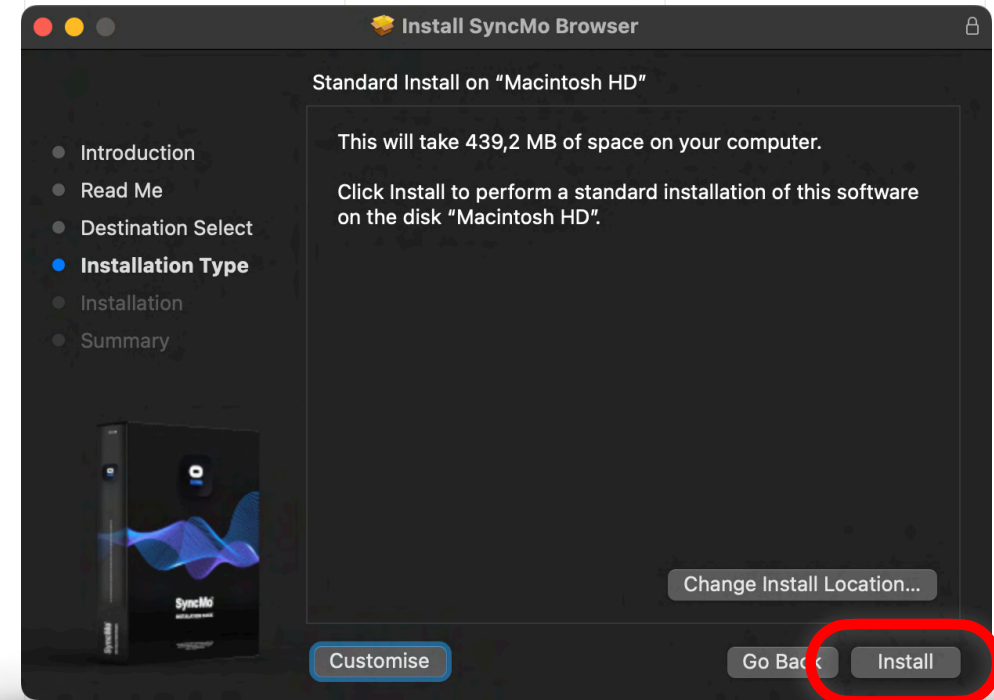 Install SyncMo Browser
Standard Install on “Macintosh HD”
Introduction
Read Me
Destination Select
Installation Type
Installation
Summary
This will take 439,2 MB of space on your computer.
Click Install to perform a standard installation of this software
on the disk “Macintosh HD”.
Change Install Location...
SyncMo
SyncMo
Customise
Go Back
Install